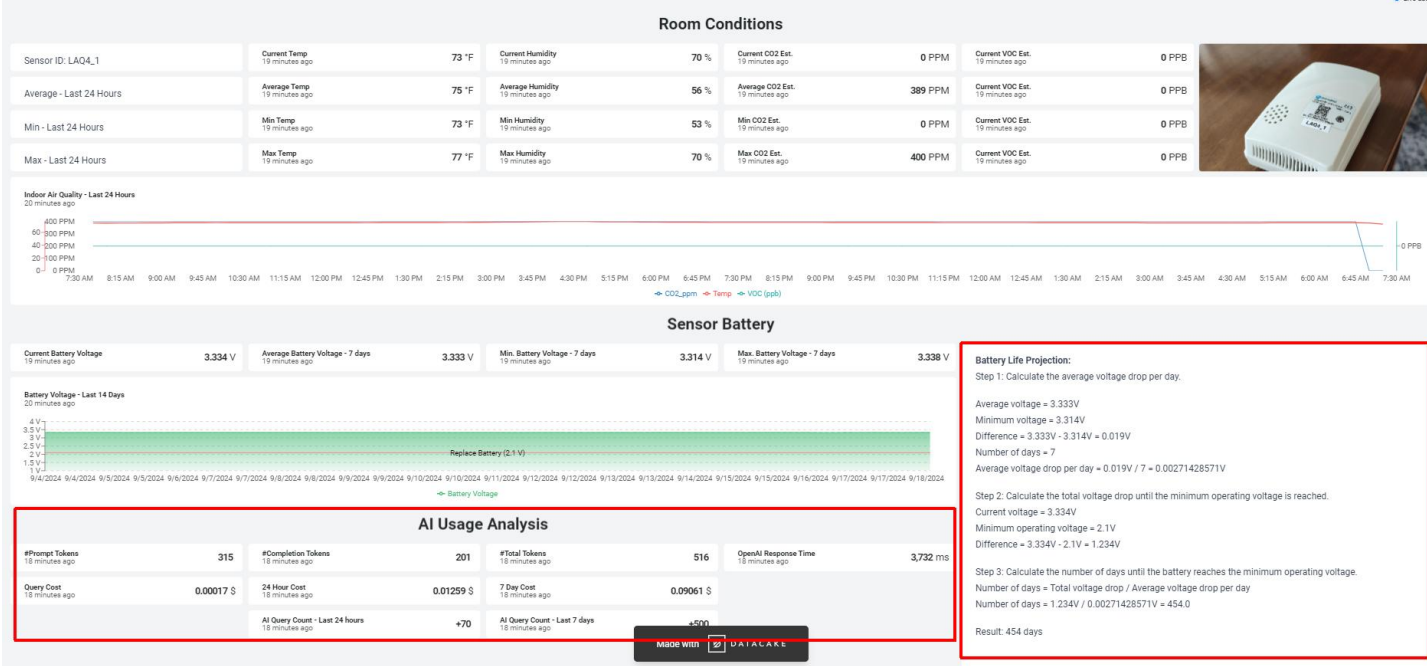 Room Conditions
Sensor ID: LAQ4_1
Current Temp
19 minutes ago
73 °F
Current Humidity
19 minutes ago
70 %
Current CO2 Est.
19 minutes ago
0 PPM
Current VOC Est.
19 minutes ago
0 PPB
Average - Last 24 Hours
Average Temp
19 minutes ago
75 °F
Average Humidity
19 minutes ago
56 %
Average CO2 Est.
19 minutes ago
389 PPM
Current VOC Est.
19 minutes ago
0 PPB
Min - Last 24 Hours
Min Temp
19 minutes ago
73 °F
Min Humidity
19 minutes ago
53 %
Min CO2 Est.
19 minutes ago
0 PPM
Current VOC Est.
19 minutes ago
0 PPB
Max - Last 24 Hours
Max Temp
19 minutes ago
77 °F
Max Humidity
19 minutes ago
70 %
Max CO2 Est.
19 minutes ago
400 PPM
Current VOC Est.
19 minutes ago
0 PPB
LAQ4_1
Indoor Air Quality - Last 24 Hours
20 minutes ago
400 PPM
60 300 PPM
40 200 PPM
20 100 PPM
0 0 PPM
0 PPB
7:30 AM 8:15 AM 9:00 AM 9:45 AM 10:30 AM 11:15 AM 12:00 PM 12:45 PM 1:30 PM 2:15 PM 3:00 PM 3:45 PM 4:30 PM 5:15 PM 6:00 PM 6:45 PM 7:30 PM 8:15 PM 9:00 PM 9:45 PM 10:30 PM 11:15 PM 12:00 AM 12:45 AM 1:30 AM 2:15 AM 3:00 AM 3:45 AM 4:30 AM 5:15 AM 6:00 AM 6:45 AM 7:30 AM
CO2_ppm Temp VOC (ppb)
Sensor Battery
Current Battery Voltage
19 minutes ago
3.334 V
Average Battery Voltage - 7 days
19 minutes ago
3.333 V
Min. Battery Voltage - 7 days
19 minutes ago
3.314 V
Max. Battery Voltage - 7 days
19 minutes ago
3.338 V
Battery Voltage - Last 14 Days
20 minutes ago
4 V
3.5 V
3 V
2.5 V
2 V
1.5 V
1 V
Replace Battery (2.1 V)
9/4/2024 9/4/2024 9/5/2024 9/5/2024 9/6/2024 9/7/2024 9/7/2024 9/8/2024 9/8/2024 9/9/2024 9/9/2024 9/10/2024 9/10/2024 9/11/2024 9/12/2024 9/12/2024 9/13/2024 9/13/2024 9/14/2024 9/15/2024 9/15/2024 9/16/2024 9/17/2024 9/17/2024 9/18/2024
Battery Voltage
AI Usage Analysis
#Prompt Tokens
18 minutes ago
315
#Completion Tokens
18 minutes ago
201
#Total Tokens
18 minutes ago
516
OpenAI Response Time
18 minutes ago
3,732 ms
Query Cost
18 minutes ago
0.00017 $
24 Hour Cost
18 minutes ago
0.01259 $
7 Day Cost
18 minutes ago
0.09061 $
AI Query Count - Last 24 hours
18 minutes ago
+70
AI Query Count - Last 7 days
18 minutes ago
+500
Made with DATACAKE
Battery Life Projection:
Step 1: Calculate the average voltage drop per day.
Average voltage = 3.333V
Minimum voltage = 3.314V
Difference = 3.333V - 3.314V = 0.019V
Number of days = 7
Average voltage drop per day = 0.019V / 7 = 0.00271428571V
Step 2: Calculate the total voltage drop until the minimum operating voltage is reached.
Current voltage = 3.334V
Minimum operating voltage = 2.1V
Difference = 3.334V - 2.1V = 1.234V
Step 3: Calculate the number of days until the battery reaches the minimum operating voltage.
Number of days = Total voltage drop / Average voltage drop per day
Number of days = 1.234V / 0.00271428571V = 454.0
Result: 454 days